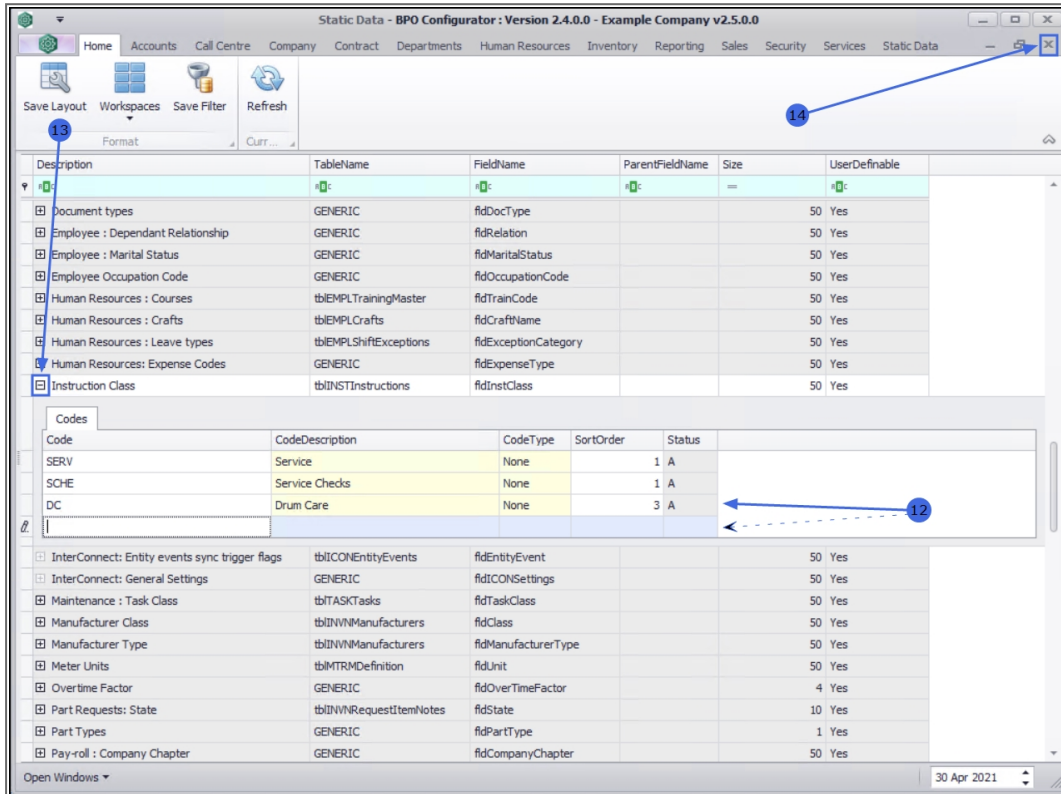 Static Data - BPO Configurator : Version 2.4.0.0 - Example Company v2.5.0.0
Home Accounts Call Centre Company Contract Departments Human Resources Inventory Reporting Sales Security Services Static Data
14
Save Layout Workspaces Save Filter Refresh
13
Format Curr...
Description TableName FieldName ParentFieldName Size UserDefinable
Document types GENERIC fldDocType 50 Yes
Employee : Dependant Relationship GENERIC fldRelation 50 Yes
Employee : Marital Status GENERIC fldMaritalStatus 50 Yes
Employee Occupation Code GENERIC fldOccupationCode 50 Yes
Human Resources : Courses tblEMPLTrainingMaster fldTrainCode 50 Yes
Human Resources : Crafts tblEMPLCrafts fldCraftName 50 Yes
Human Resources : Leave types tblEMPLShiftExceptions fldExceptionCategory 50 Yes
Human Resources: Expense Codes GENERIC fldExpenseType 50 Yes
Instruction Class tblINSTInstructions fldInstClass 50 Yes
Codes
Code CodeDescription CodeType SortOrder Status
SERV Service None 1 A
SCHE Service Checks None 1 A
DC Drum Care None 3 A
12
InterConnect: Entity events sync trigger flags tblICONEntityEvents fldEntityEvent 50 Yes
InterConnect: General Settings GENERIC fldICONSettings 50 Yes
Maintenance : Task Class tblTASKTasks fldTaskClass 50 Yes
Manufacturer Class tblINVNManufacturers fldClass 50 Yes
Manufacturer Type tblINVNManufacturers fldManufacturerType 50 Yes
Meter Units tblMTRMDefinition fldUnit 50 Yes
Overtime Factor GENERIC fldOverTimeFactor 4 Yes
Part Requests: State tblINVNRequestItemNotes fldState 10 Yes
Part Types GENERIC fldPartType 1 Yes
Pay-roll : Company Chapter GENERIC fldCompanyChapter 50 Yes
Open Windows 30 Apr 2021